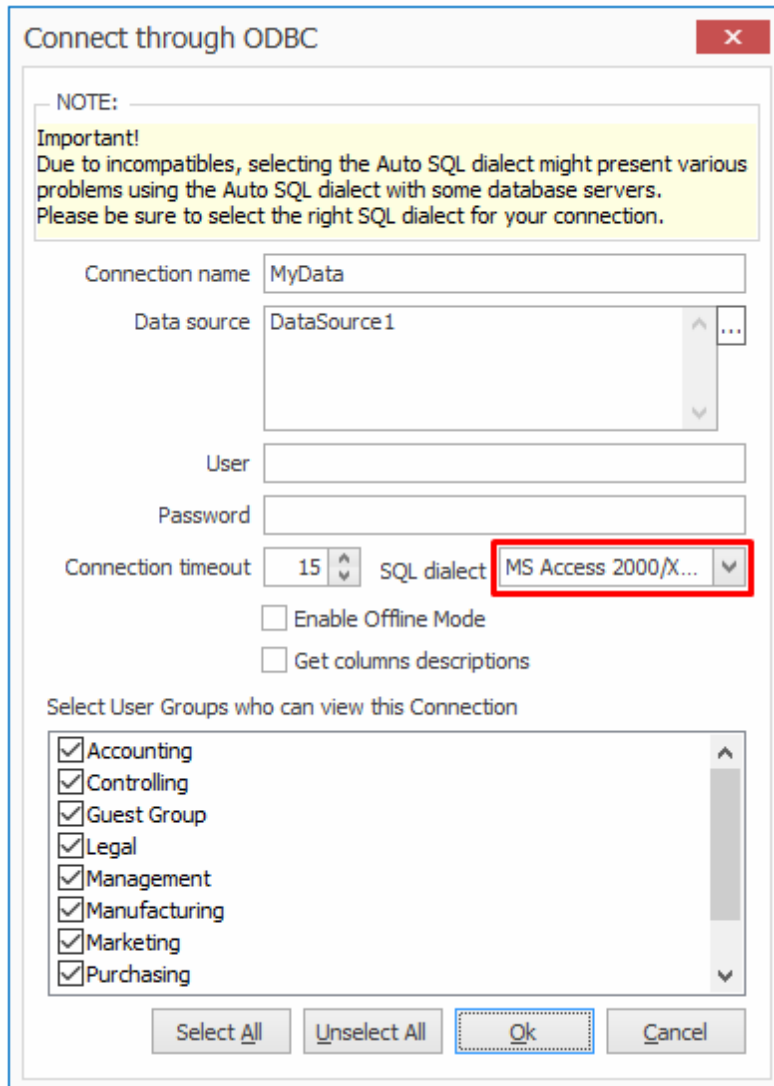 Connect through ODBC
NOTE:
Important!
Due to incompatibles, selecting the Auto SQL dialect might present various
problems using the Auto SQL dialect with some database servers.
Please be sure to select the right SQL dialect for your connection.
Connection name MyData
Data source DataSource1 ...
User
Password
Connection timeout 15 SQL dialect MS Access 2000/X...
Enable Offline Mode
Get columns descriptions
Select User Groups who can view this Connection
Accounting
Controlling
Guest Group
Legal
Management
Manufacturing
Marketing
Purchasing
Select All Unselect All Ok Cancel